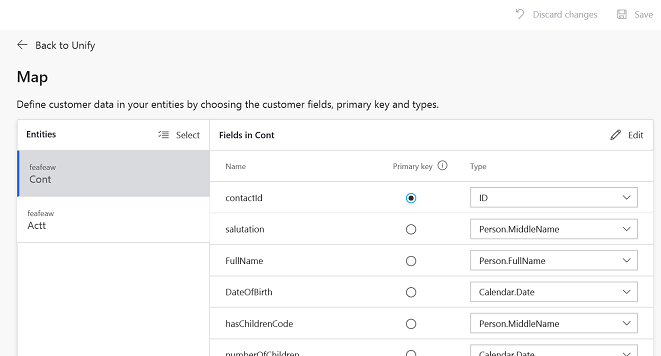 Discard changes Save
Back to Unify
Map
Define customer data in your entities by choosing the customer fields, primary key and types.
Entities Select Fields in Cont Edit
feafeaw
Cont
feafeaw
Actt
Name Primary key Type
contactId ID
salutation Person.MiddleName
FullName Person.FullName
DateOfBirth Calendar.Date
hasChildrenCode Person.MiddleName
numberOfChildren Calendar.Date